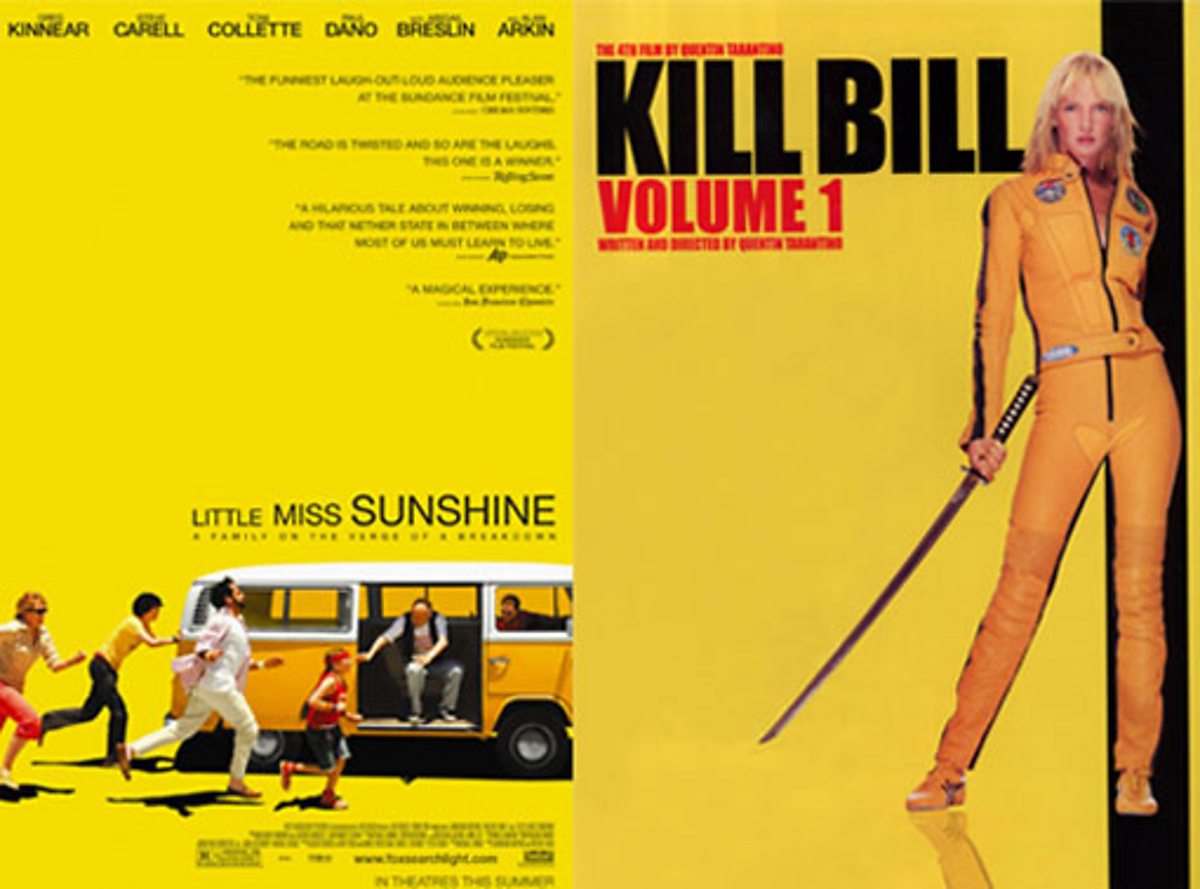 KINNEAR CARELL COLLETTE DANO BRESLIN ARKIN
"THE FUNNIEST LAUGH-OUT-LOUD AUDIENCE PLEASER
AT THE SUNDANCE FILM FESTIVAL."
"THE ROAD IS TWISTED AND SO ARE THE LAUGHS.
THIS ONE IS A WINNER."
Rolling Stone
"A HILARIOUS TALE ABOUT WINNING, LOSING
AND THAT NETHER STATE IN BETWEEN WHERE
MOST OF US MUST LEARN TO LIVE."
AP
"A MAGICAL EXPERIENCE."
San Francisco Chronicle
LITTLE MISS SUNSHINE
A FAMILY ON THE VERGE OF A BREAKDOWN
R
www.foxsearchlight.com
IN THEATRES THIS SUMMER
THE 4TH FILM BY QUENTIN TARANTINO
KILL BILL
VOLUME 1
WRITTEN AND DIRECTED BY QUENTIN TARANTINO